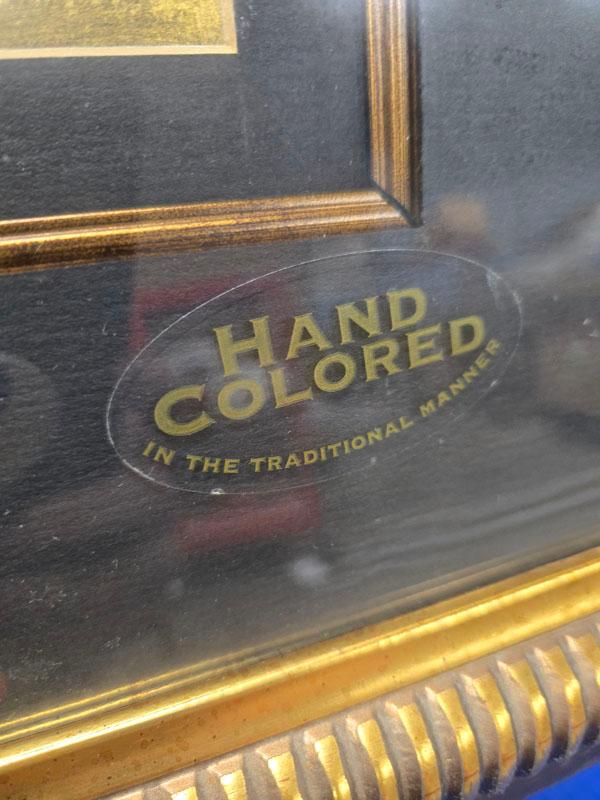 HAND
COLORED
IN THE TRADITIONAL MANNER